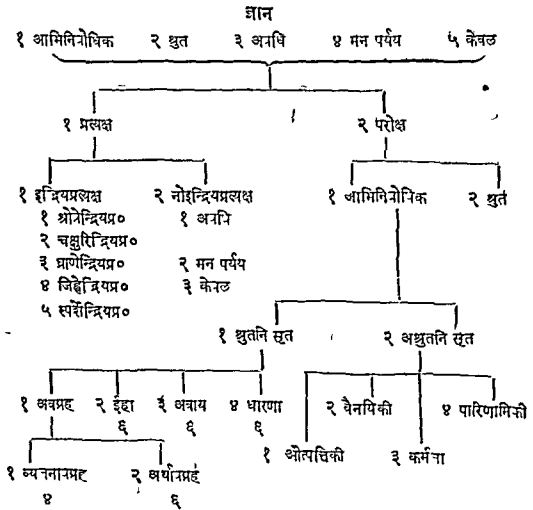 ज्ञान
१ आमिनिबोधिक २ श्रुत ३ अवधि ४ मन पर्यय ५ केवल
१ प्रत्यक्ष २ परोक्ष
१ इन्द्रियप्रत्यक्ष २ नोइन्द्रियप्रत्यक्ष १ आमिनिबोधिक २ श्रुत
१ श्रोत्रेन्द्रियप्र० १ अवधि
२ चक्षुरिन्द्रियप्र०
३ घ्राणेन्द्रियप्र० २ मन पर्यय
४ जिह्वेन्द्रियप्र० ३ केवल
५ स्पर्शेन्द्रियप्र०
१ श्रुतनि सृत २ अश्रुतनि सृत
१ अवग्रह २ ईहा ३ अवाय ४ धारणा २ वैनयिकी ४ पारिणामिकी
६ ६ ६
१ औत्पत्तिकी ३ कर्मजा
१ व्यञ्जनावग्रह २ अर्थावग्रह
४ ६